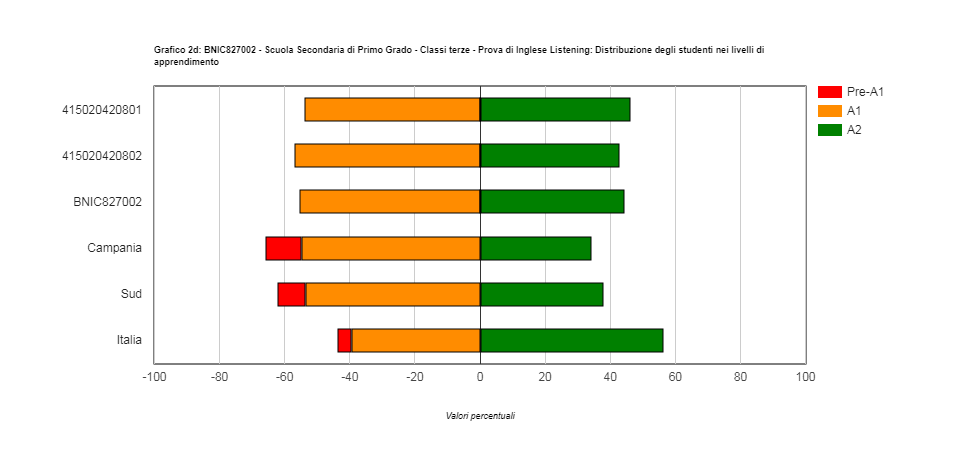 Grafico 2d: BNIC827002 - Scuola Secondaria di Primo Grado - Classi terze - Prova di Inglese Listening: Distribuzione degli studenti nei livelli di
apprendimento
Pre-A1
A1
A2
415020420801
415020420802
BNIC827002
Campania
Sud
Italia
-100 -80 -60 -40 -20 0 20 40 60 80 100
Valori percentuali